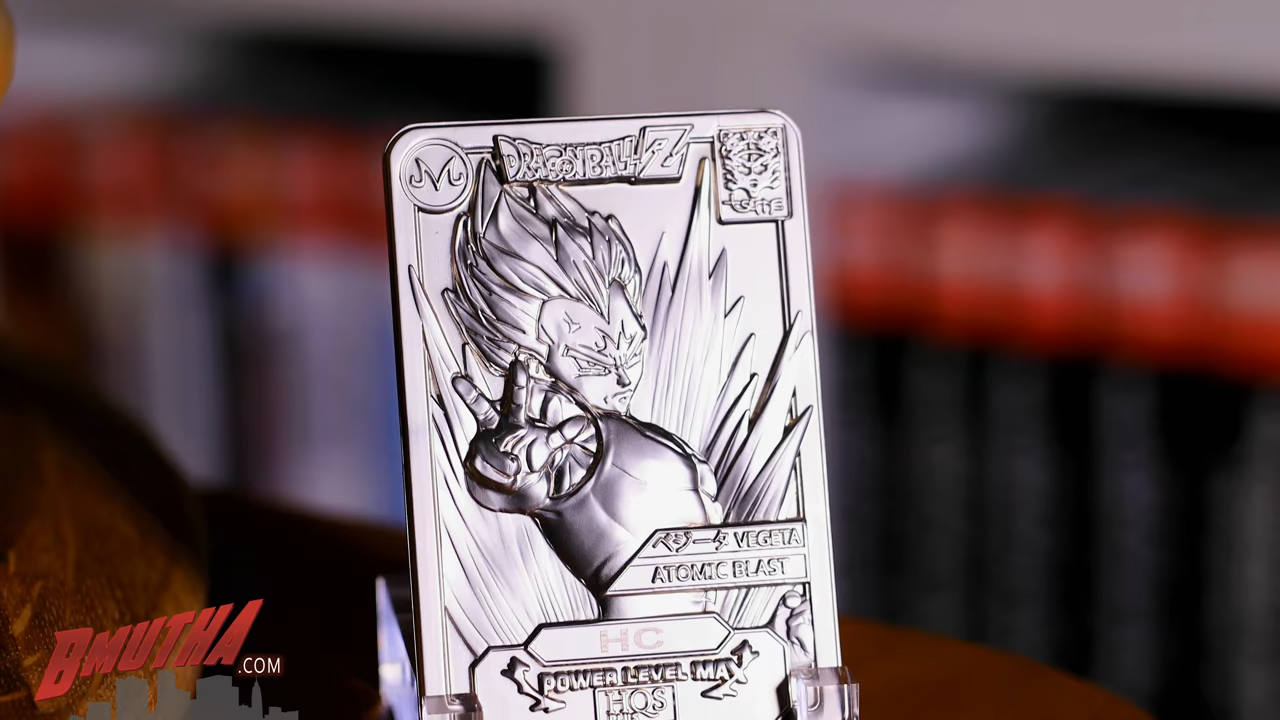 DRAGONBALL Z
ベジータ VEGETA
ATOMIC BLAST
HC
POWER LEVEL MAX
HQS
BMUTHA
.COM